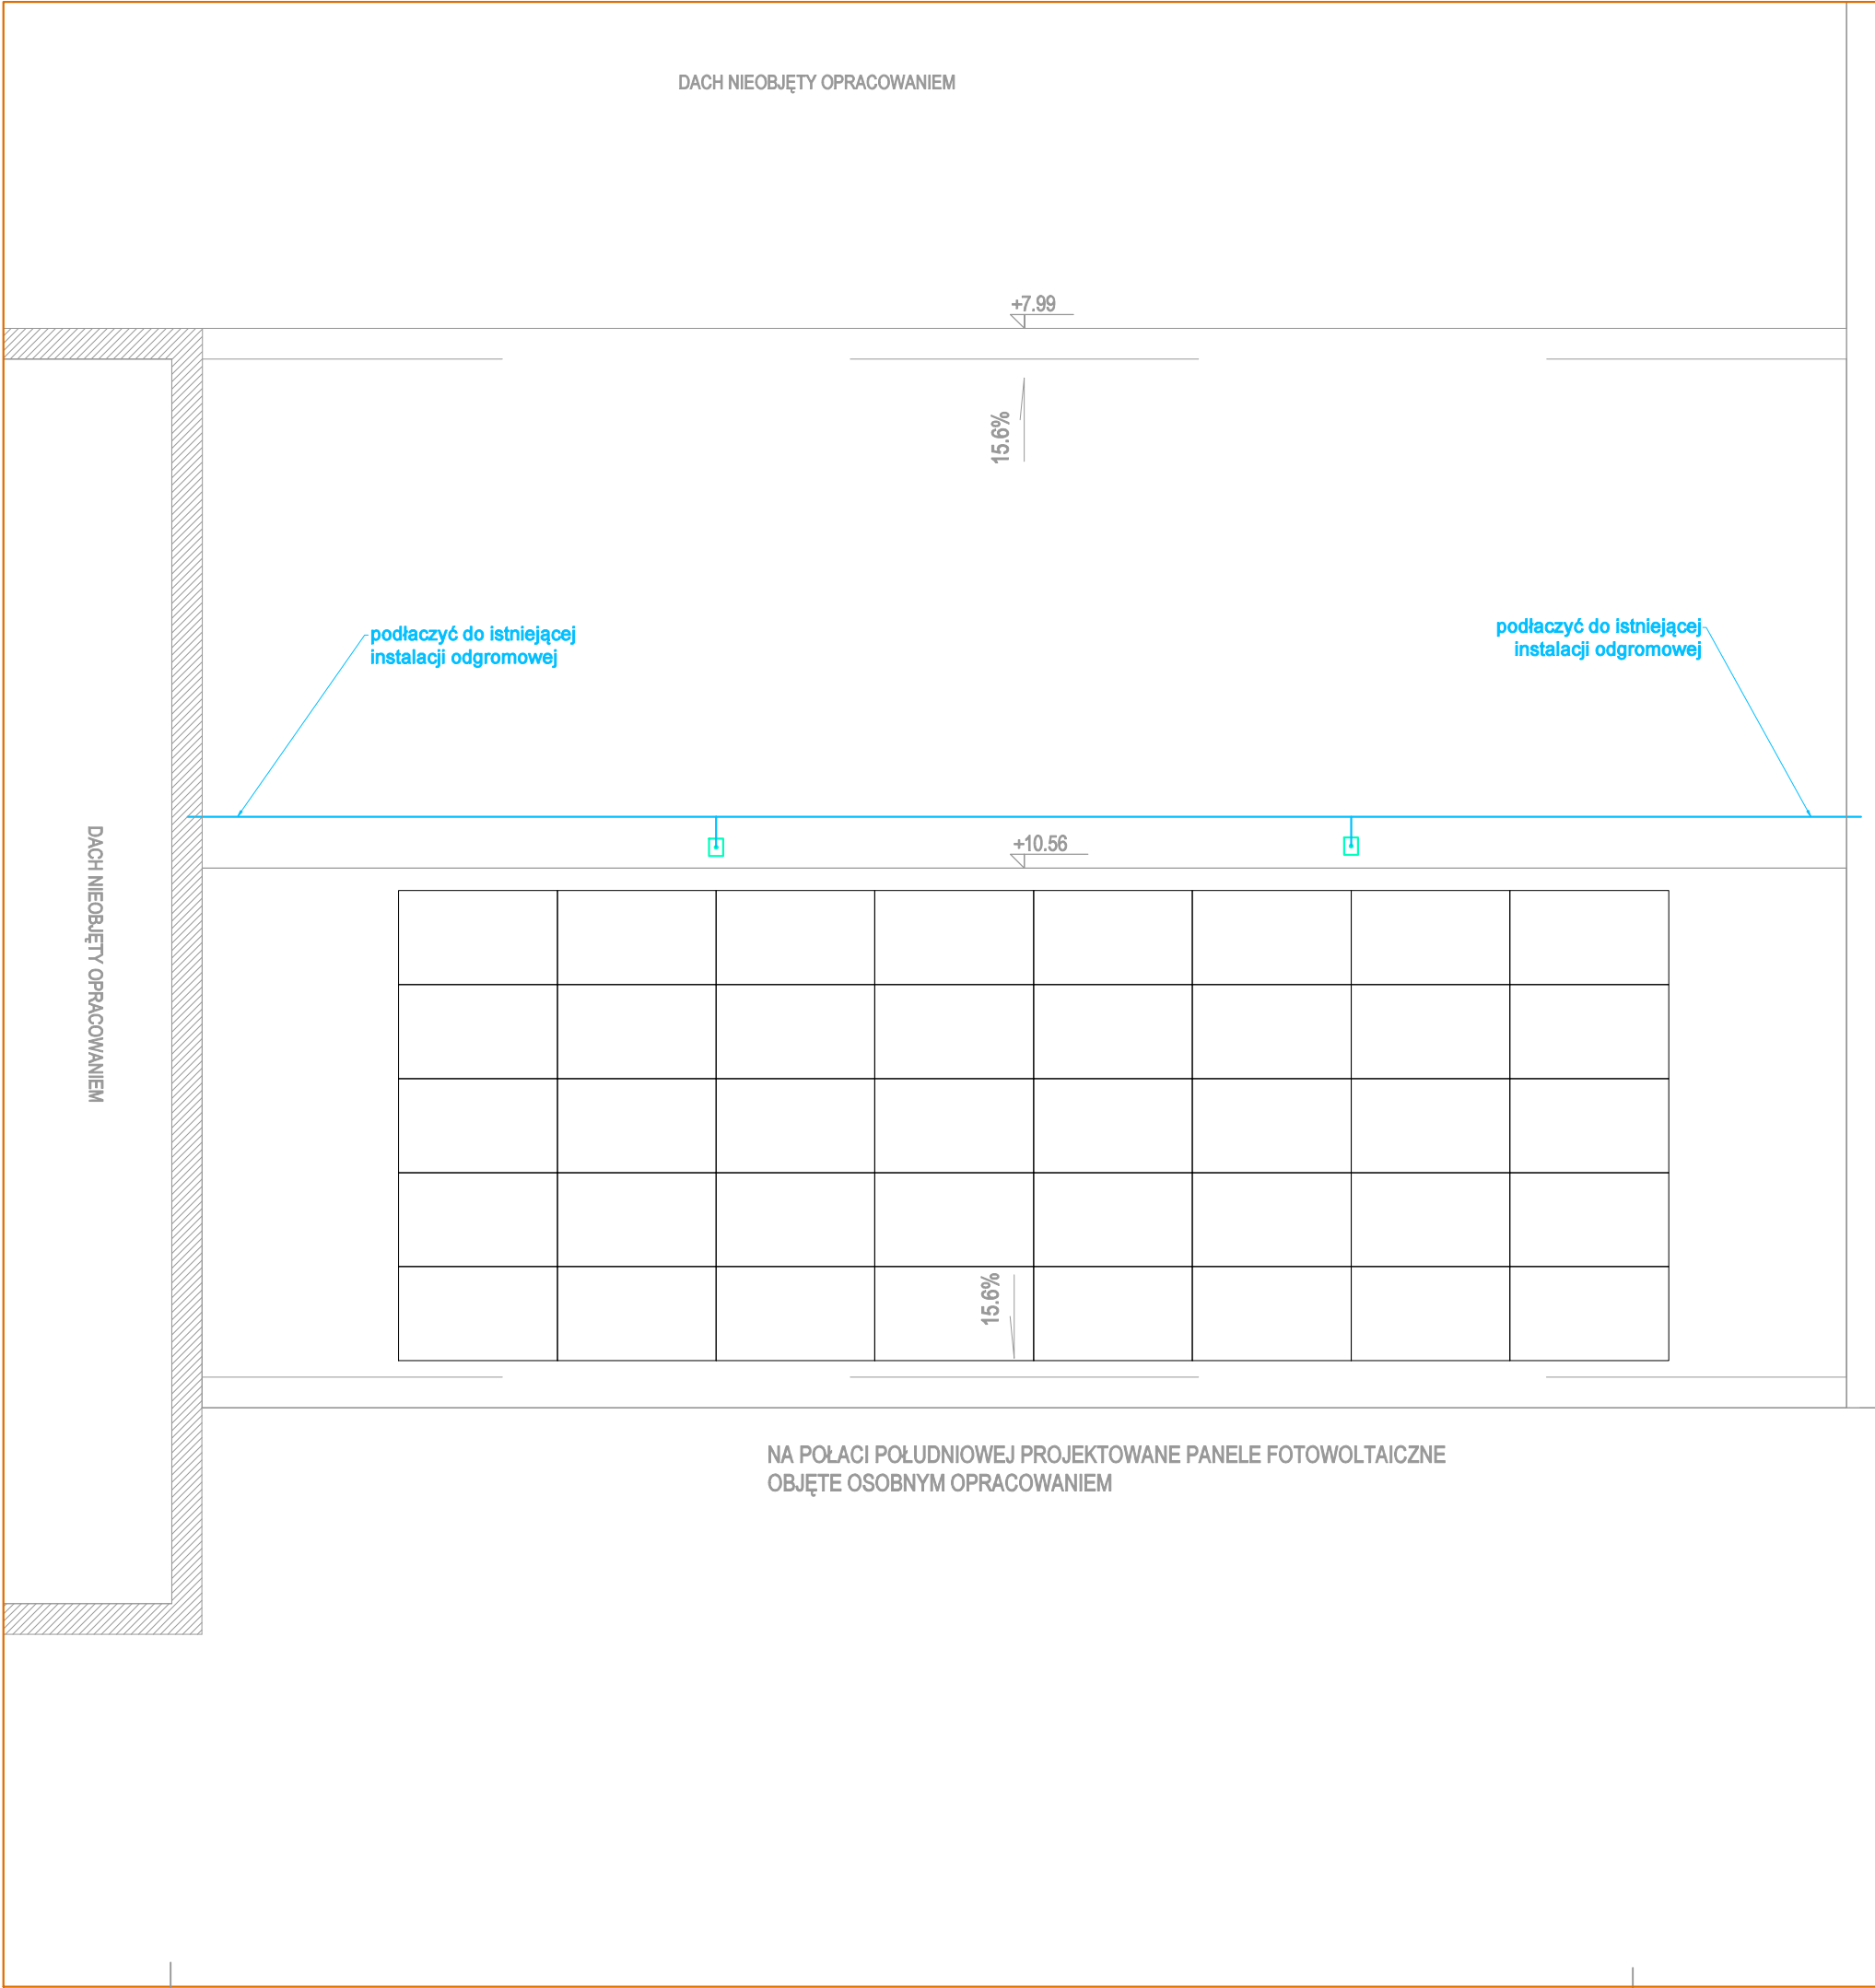 DACH NIEOBJĘTY OPRACOWANIEM
+7.99
15.6%
podłaczyć do istniejącej
instalacji odgromowej
podłaczyć do istniejącej
instalacji odgromowej
DACH NIEOBJĘTY OPRACOWANIEM
+10.56
15.6%
NA POŁACI POŁUDNIOWEJ PROJEKTOWANE PANELE FOTOWOLTAICZNE
OBJĘTE OSOBNYM OPRACOWANIEM